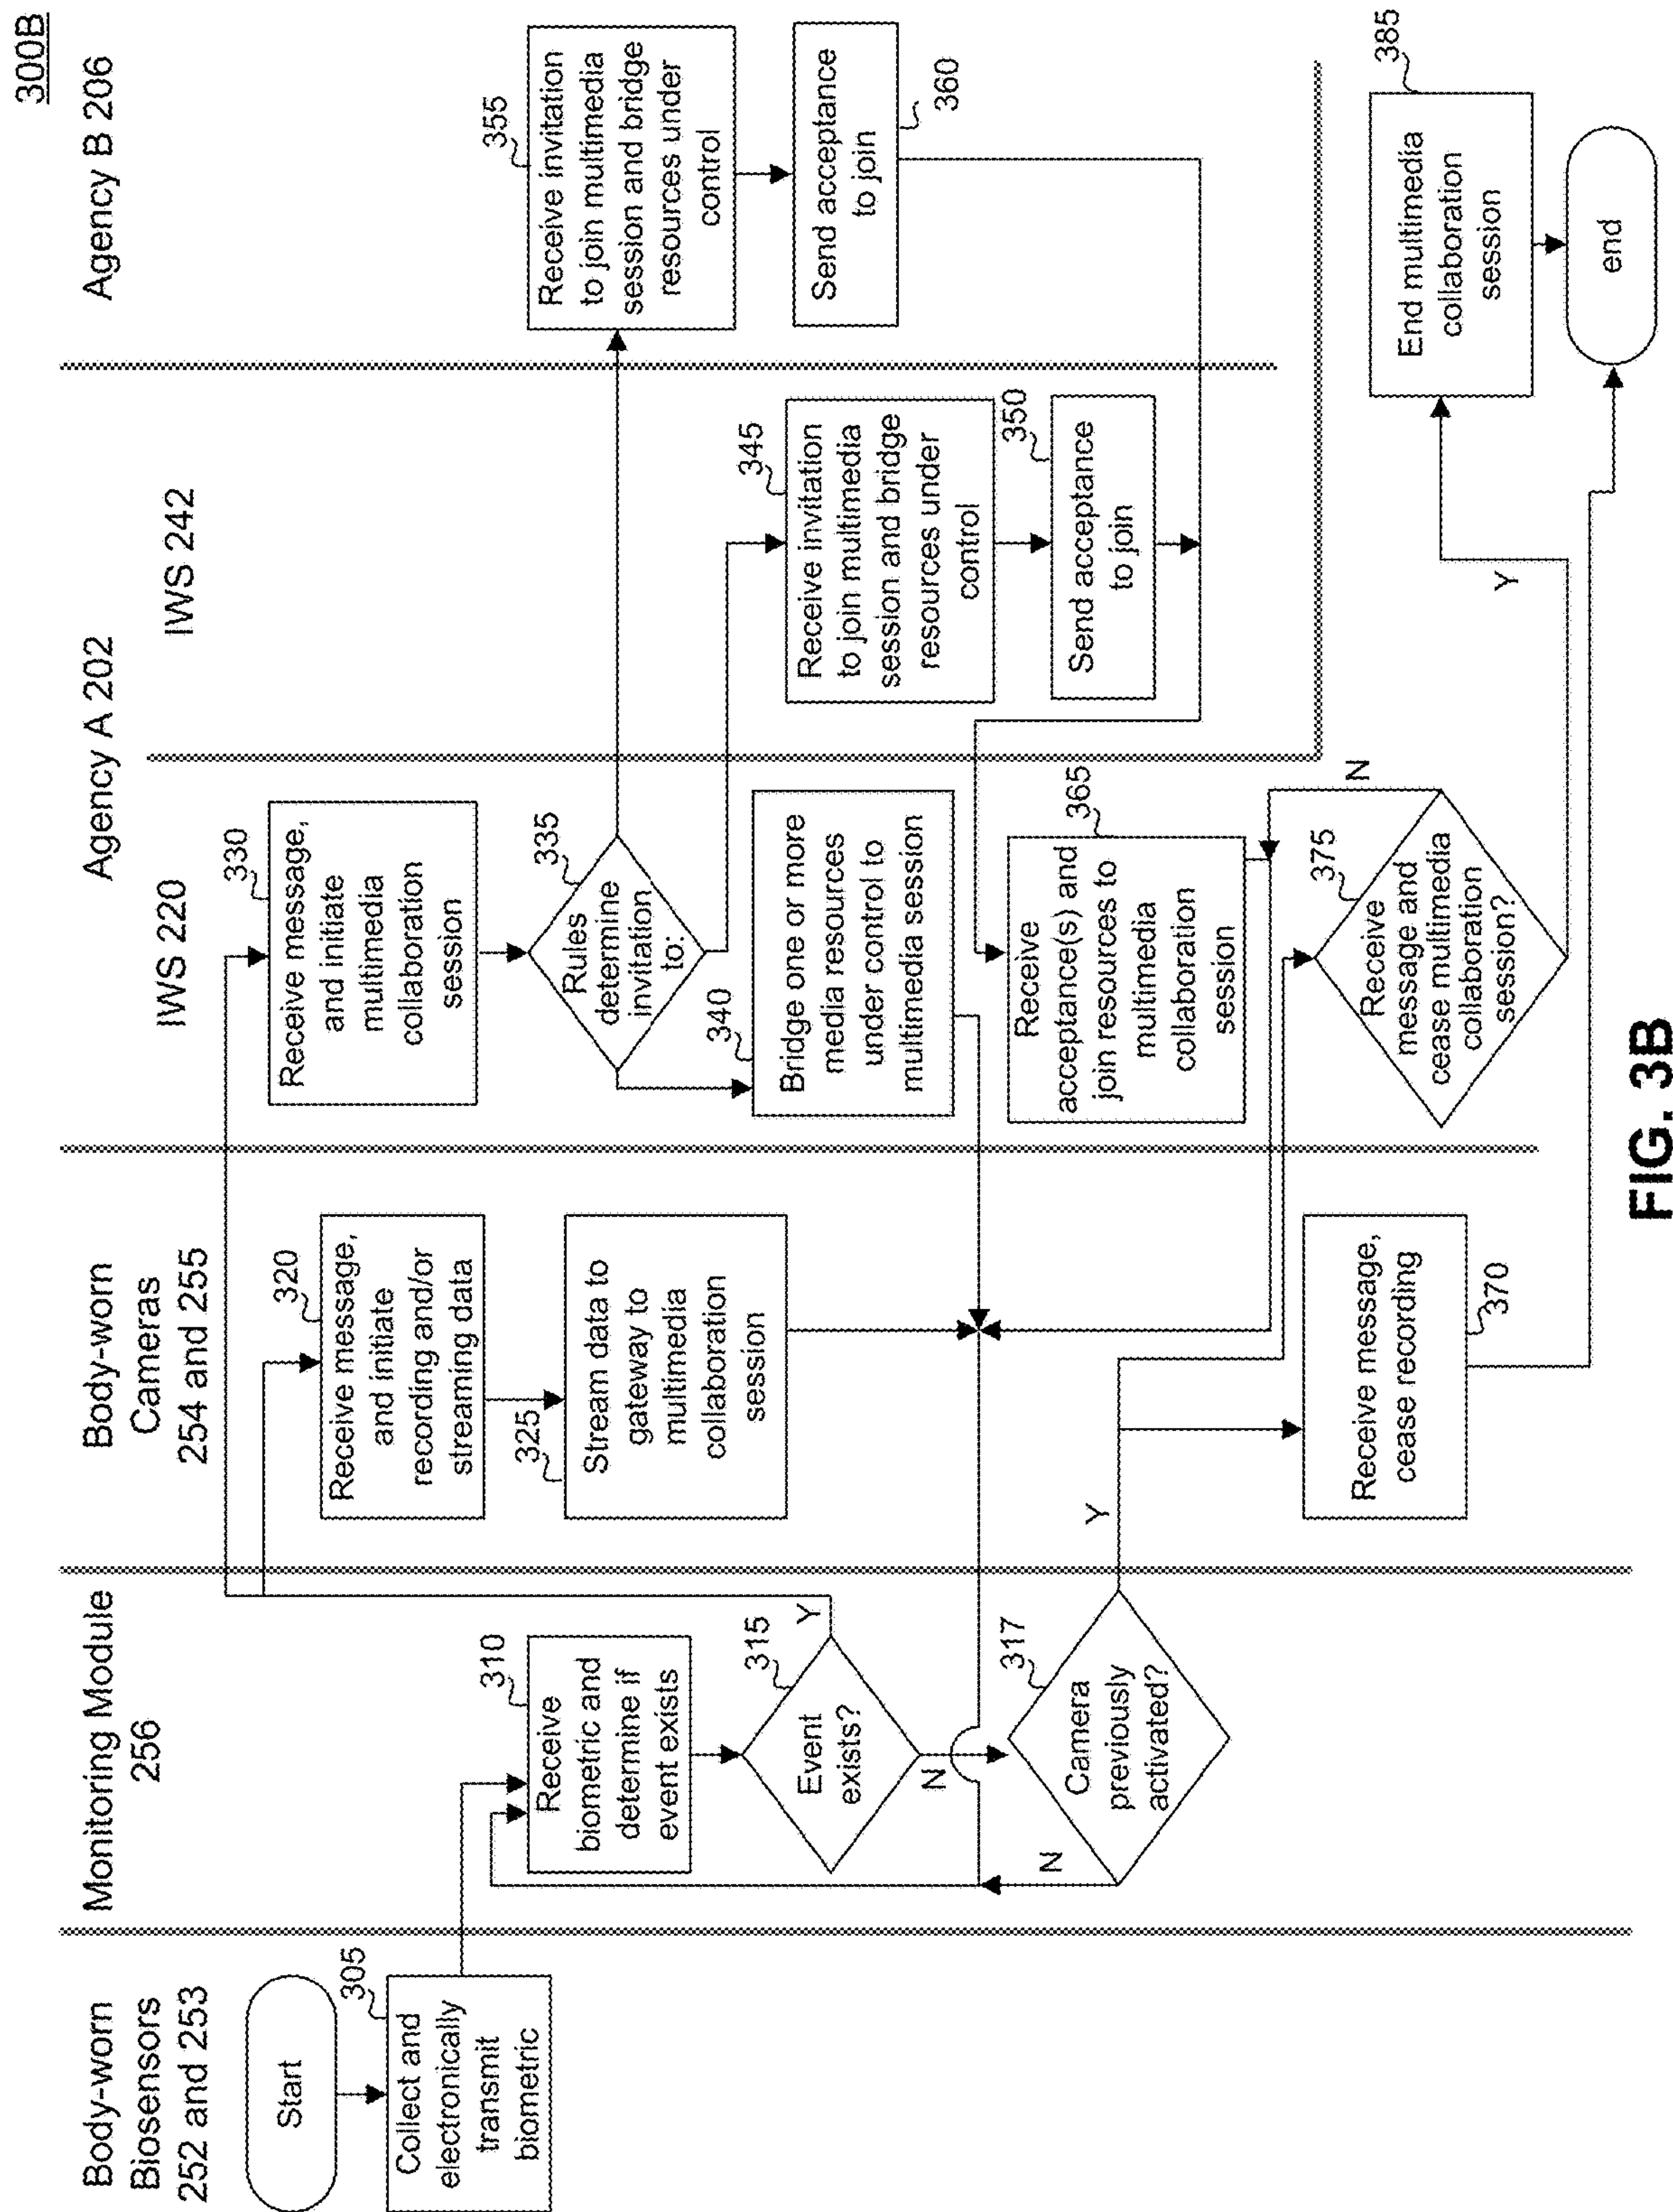 300B
Body-worn
Biosensors
252 and 253
Monitoring Module
256
Body-worn
Cameras
254 and 255
Agency A 202
IWS 220
IWS 242
Agency B 206
Start
305
Collect and
electronically
transmit
biometric
310
Receive
biometric and
determine if
event exists
315
Event
exists?
Y
N
317
Camera
previously
activated?
Y
N
320
Receive message,
and initiate
recording and/or
streaming data
325
Stream data to
gateway to
multimedia
collaboration
session
330
Receive message,
and initiate
multimedia
collaboration
session
335
Rules
determine
invitation
to:
340
Bridge one or more
media resources
under control to
multimedia session
345
Receive invitation
to join multimedia
session and bridge
resources under
control
350
Send acceptance
to join
355
Receive invitation
to join multimedia
session and bridge
resources under
control
360
Send acceptance
to join
365
Receive
acceptance(s) and
join resources to
multimedia
collaboration
session
370
Receive message,
cease recording
375
Receive
message and
cease multimedia
collaboration
session?
N
Y
385
End multimedia
collaboration
session
end
FIG. 3B